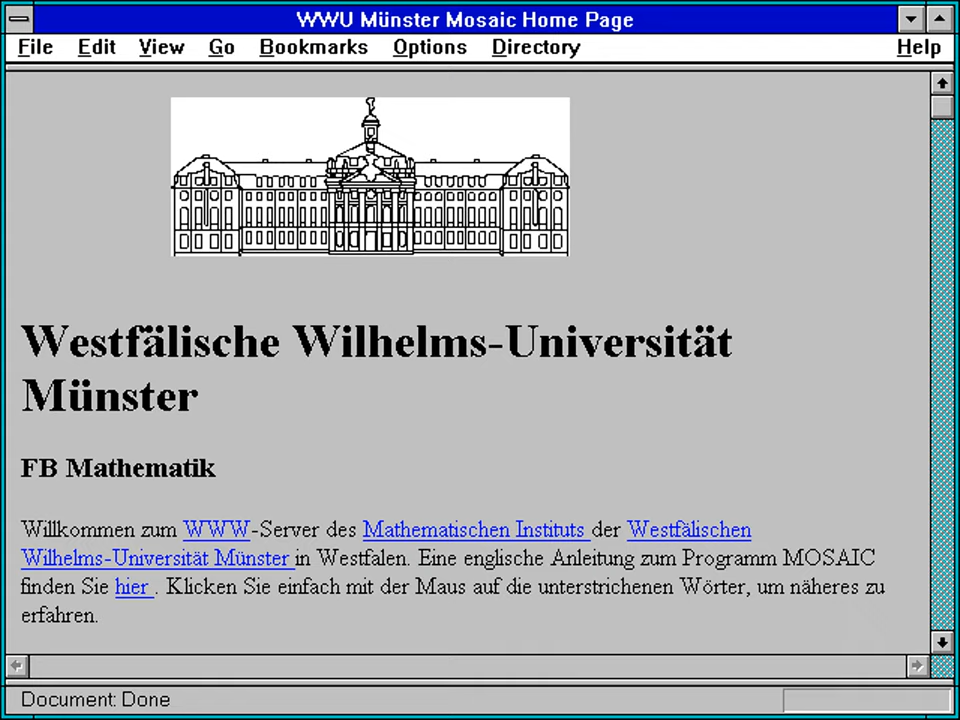 WWU Münster Mosaic Home Page
File Edit View Go Bookmarks Options Directory Help
Westfälische Wilhelms-Universität
Münster
FB Mathematik
Willkommen zum WWW-Server des Mathematischen Instituts der Westfälischen
Wilhelms-Universität Münster in Westfalen. Eine englische Anleitung zum Programm MOSAIC
finden Sie hier . Klicken Sie einfach mit der Maus auf die unterstrichenen Wörter, um näheres zu
erfahren.
Document: Done